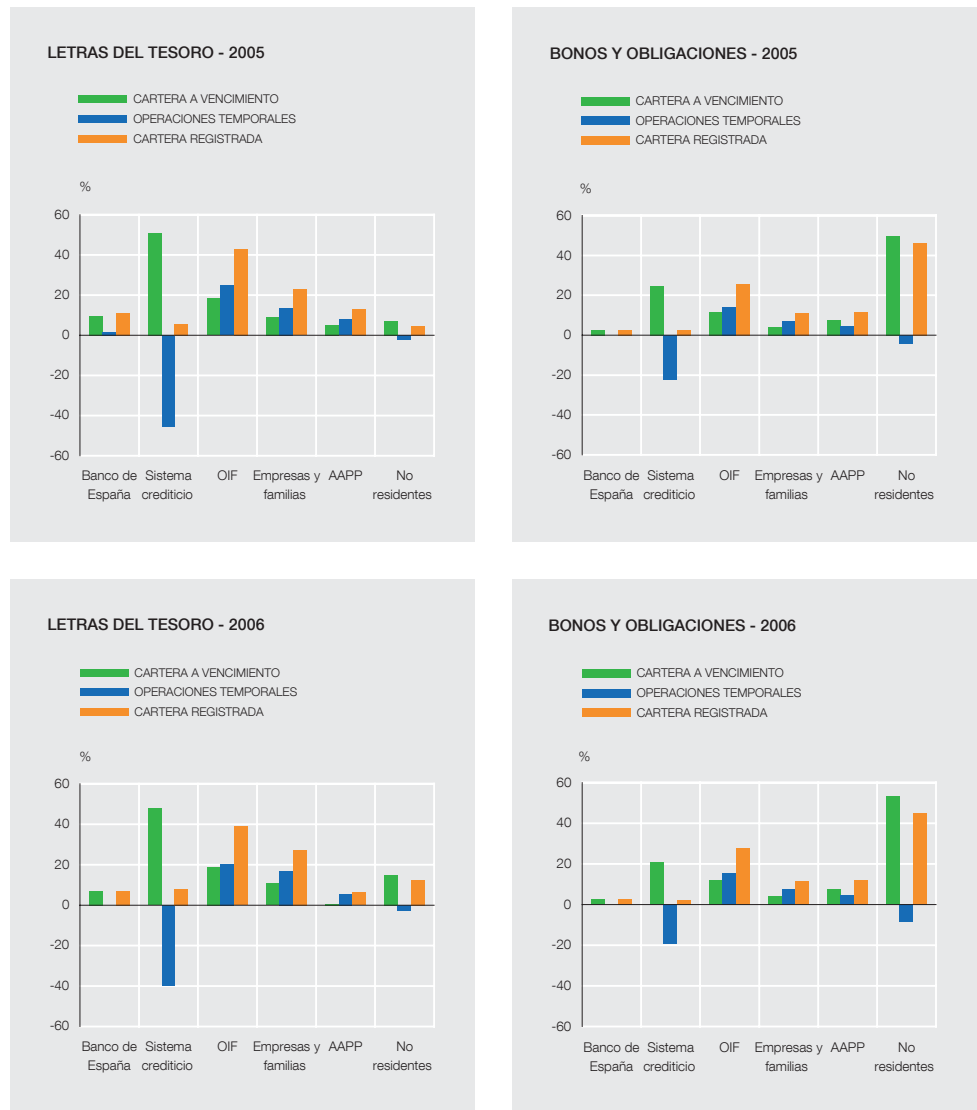 LETRAS DEL TESORO - 2005
CARTERA A VENCIMIENTO
OPERACIONES TEMPORALES
CARTERA REGISTRADA
%
60
40
20
0
-20
-40
-60
Banco de Sistema OIF Empresas y AAPP No
España crediticio familias residentes
BONOS Y OBLIGACIONES - 2005
CARTERA A VENCIMIENTO
OPERACIONES TEMPORALES
CARTERA REGISTRADA
%
60
40
20
0
-20
-40
-60
Banco de Sistema OIF Empresas y AAPP No
España crediticio familias residentes
LETRAS DEL TESORO - 2006
CARTERA A VENCIMIENTO
OPERACIONES TEMPORALES
CARTERA REGISTRADA
%
60
40
20
0
-20
-40
-60
Banco de Sistema OIF Empresas y AAPP No
España crediticio familias residentes
BONOS Y OBLIGACIONES - 2006
CARTERA A VENCIMIENTO
OPERACIONES TEMPORALES
CARTERA REGISTRADA
%
60
40
20
0
-20
-40
-60
Banco de Sistema OIF Empresas y AAPP No
España crediticio familias residentes